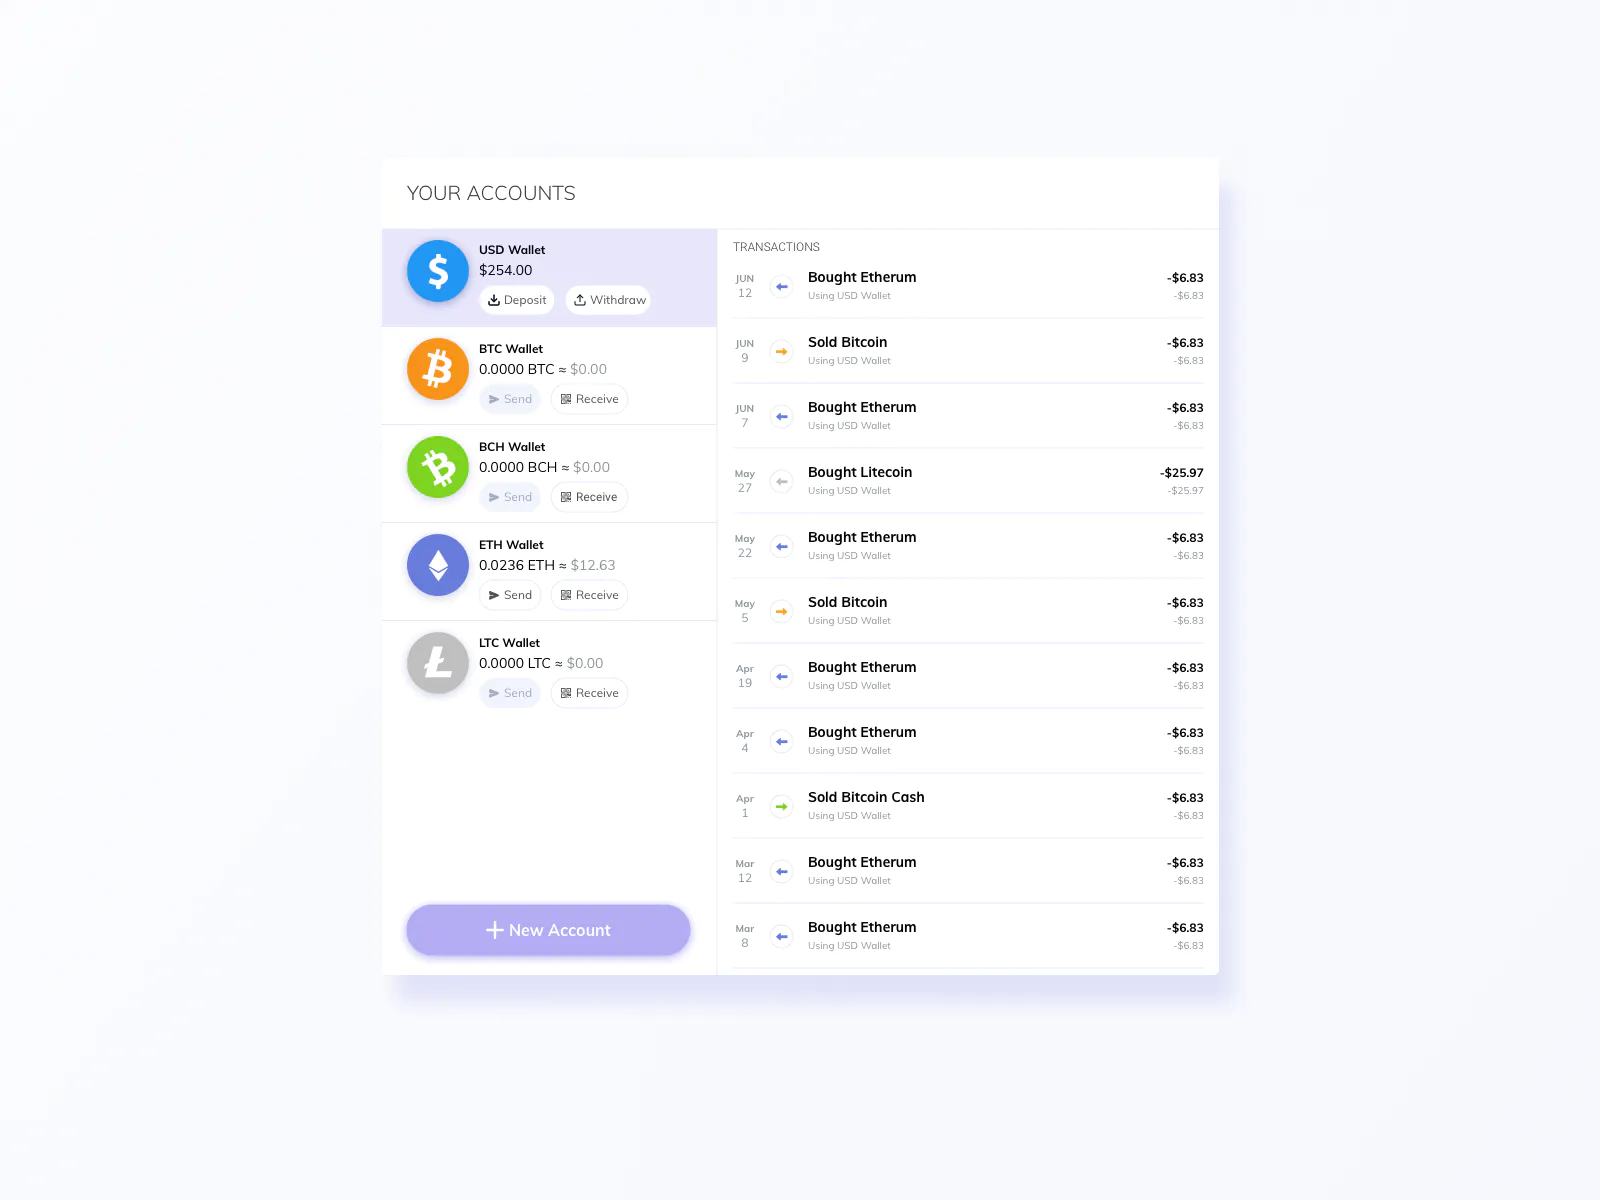 YOUR ACCOUNTS
USD Wallet
$254.00
Deposit Withdraw
BTC Wallet
0.0000 BTC ≈ $0.00
Send Receive
BCH Wallet
0.0000 BCH ≈ $0.00
Send Receive
ETH Wallet
0.0236 ETH ≈ $12.63
Send Receive
LTC Wallet
0.0000 LTC ≈ $0.00
Send Receive
New Account
TRANSACTIONS
JUN 12 Bought Etherum -$6.83
Using USD Wallet -$6.83
JUN 9 Sold Bitcoin -$6.83
Using USD Wallet -$6.83
JUN 7 Bought Etherum -$6.83
Using USD Wallet -$6.83
May 27 Bought Litecoin -$25.97
Using USD Wallet -$25.97
May 22 Bought Etherum -$6.83
Using USD Wallet -$6.83
May 5 Sold Bitcoin -$6.83
Using USD Wallet -$6.83
Apr 19 Bought Etherum -$6.83
Using USD Wallet -$6.83
Apr 4 Bought Etherum -$6.83
Using USD Wallet -$6.83
Apr 1 Sold Bitcoin Cash -$6.83
Using USD Wallet -$6.83
Mar 12 Bought Etherum -$6.83
Using USD Wallet -$6.83
Mar 8 Bought Etherum -$6.83
Using USD Wallet -$6.83